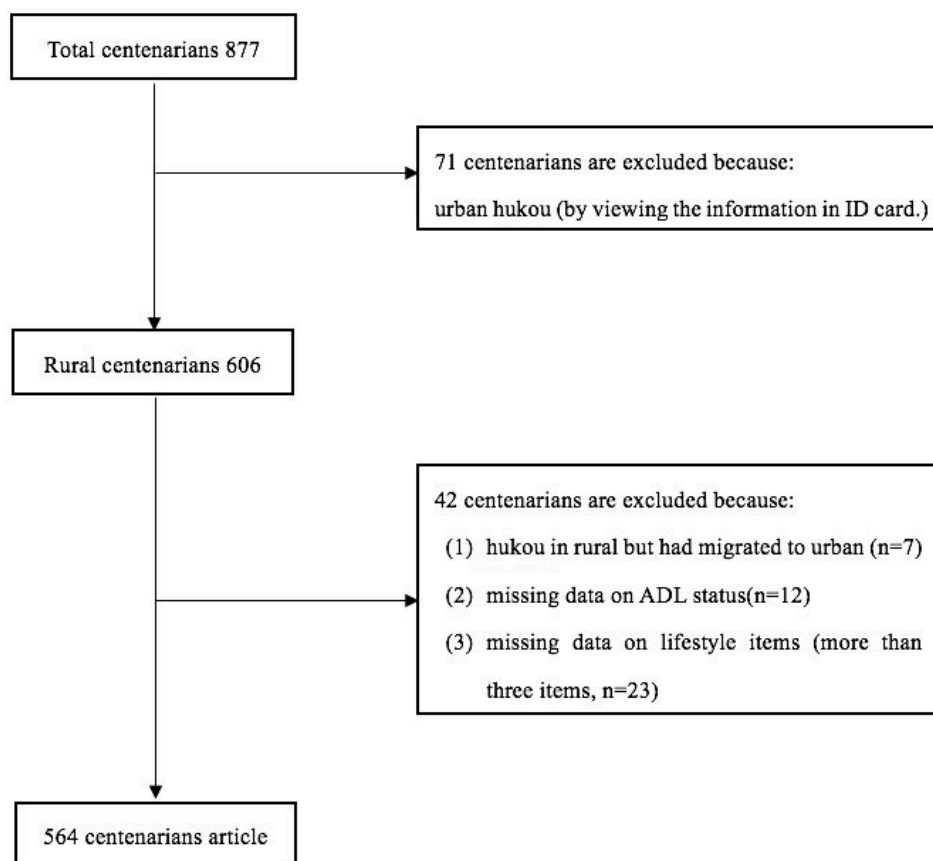 Total centenarians 877
71 centenarians are excluded because:
urban hukou (by viewing the information in ID card.)
Rural centenarians 606
42 centenarians are excluded because:
(1) hukou in rural but had migrated to urban (n=7)
(2) missing data on ADL status(n=12)
(3) missing data on lifestyle items (more than
three items, n=23)
564 centenarians article